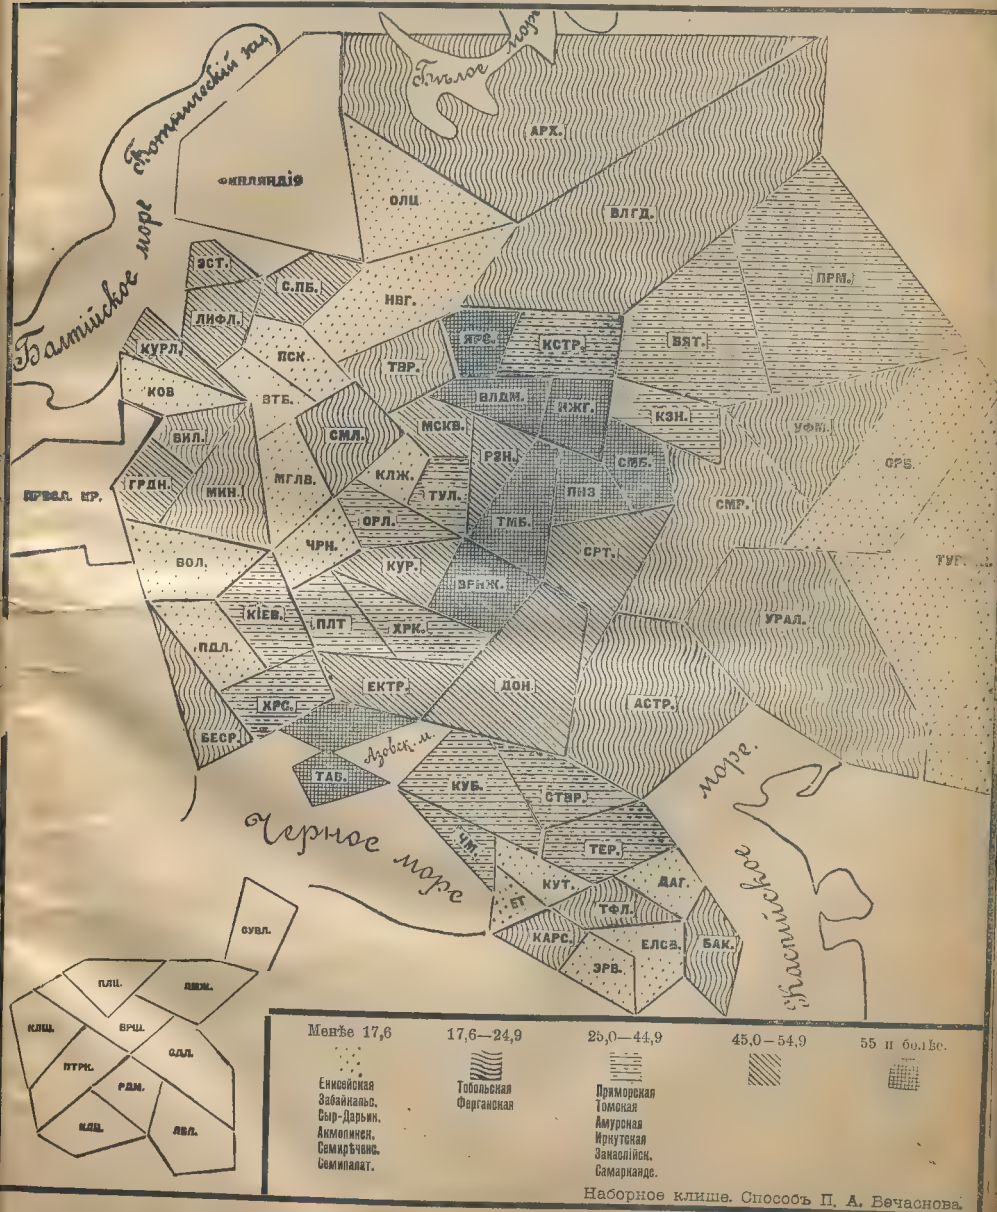 Ботническій зал.
Бѣлое море
Балтійское море
АРХ.
ФИНЛЯНДІЯ
ОЛЦ.
ВЛГД.
ЭСТ.
С.ПБ.
НВГ.
ПРМ.
ЛИФЛ.
ЯРС.
КСТР.
ВЯТ.
КУРЛ.
ПСК.
ТВР.
КОВ
ВТБ.
ВЛДМ.
НЖГ.
КЗН.
УФМ.
ВИЛ.
СМЛ.
МСКВ.
РЗН.
СМБ.
ОРБ.
ГРДН.
МИН.
МГЛВ.
КЛЖ.
ТУЛ.
ПНЗ
СМР.
ПРВСЛ. КР.
ОРЛ.
ТМБ.
ЧРН.
СРТ.
ВОЛ.
КУР.
ВРНЖ.
ТУР.
КІЕВ.
ПЛТ
ХРК.
УРАЛ.
ПДЛ.
ЕКТР.
ДОН.
ХРС.
АСТР.
БЕСР.
Азовск. м.
ТАБ.
КУБ.
СТВР.
море.
Черное море
ЧМ.
ТЕР.
КУТ.
ДАГ.
БТ
ТФЛ.
КАРС.
ЕЛСВ.
БАК.
ЭРВ.
Каспійское
СУВЛ.
ПЛЦ.
ЛМЖ.
КЛШ.
ВРШ.
СДЛ.
ПТРК.
РДМ.
КЛЦ.
ЛБЛ.
Менѣе 17,6
17,6—24,9
25,0—44,9
45,0—54,9
55 и болѣе.
Енисейская
Забайкальс.
Сыр-Дарьин.
Акмолинск.
Семирѣченс.
Семипалат.
Тобольская
Ферганская
Приморская
Томская
Амурская
Иркутская
Закаспійск.
Самаркандс.
Наборное клише. Способъ П. А. Вечаснова.